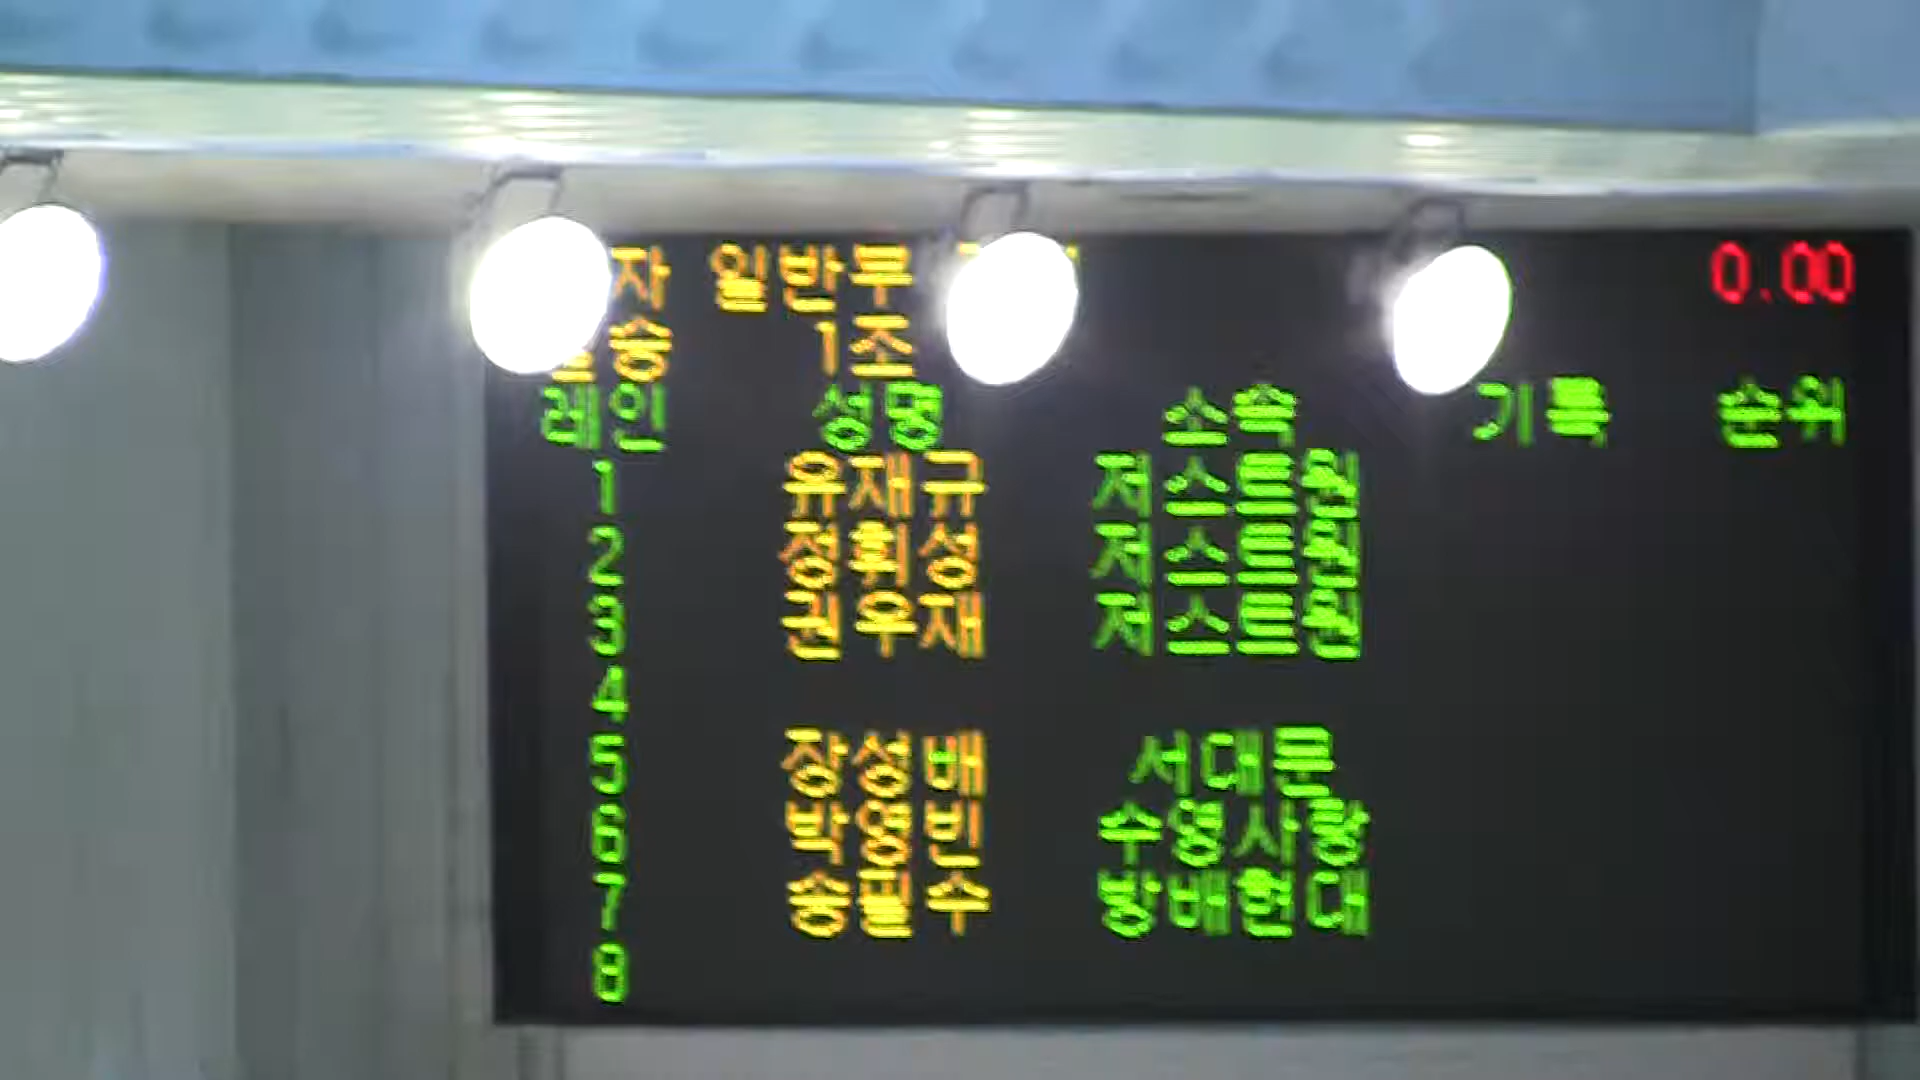 자 일반부 0.00
승 1조
레인 성명 소속 기록 순위
1 유재규 저스트원
2 정휘성 저스트원
3 권우재 저스트원
4
5 장성배 서대문
6 박영빈 수영사랑
7 송필수 방배현대
8